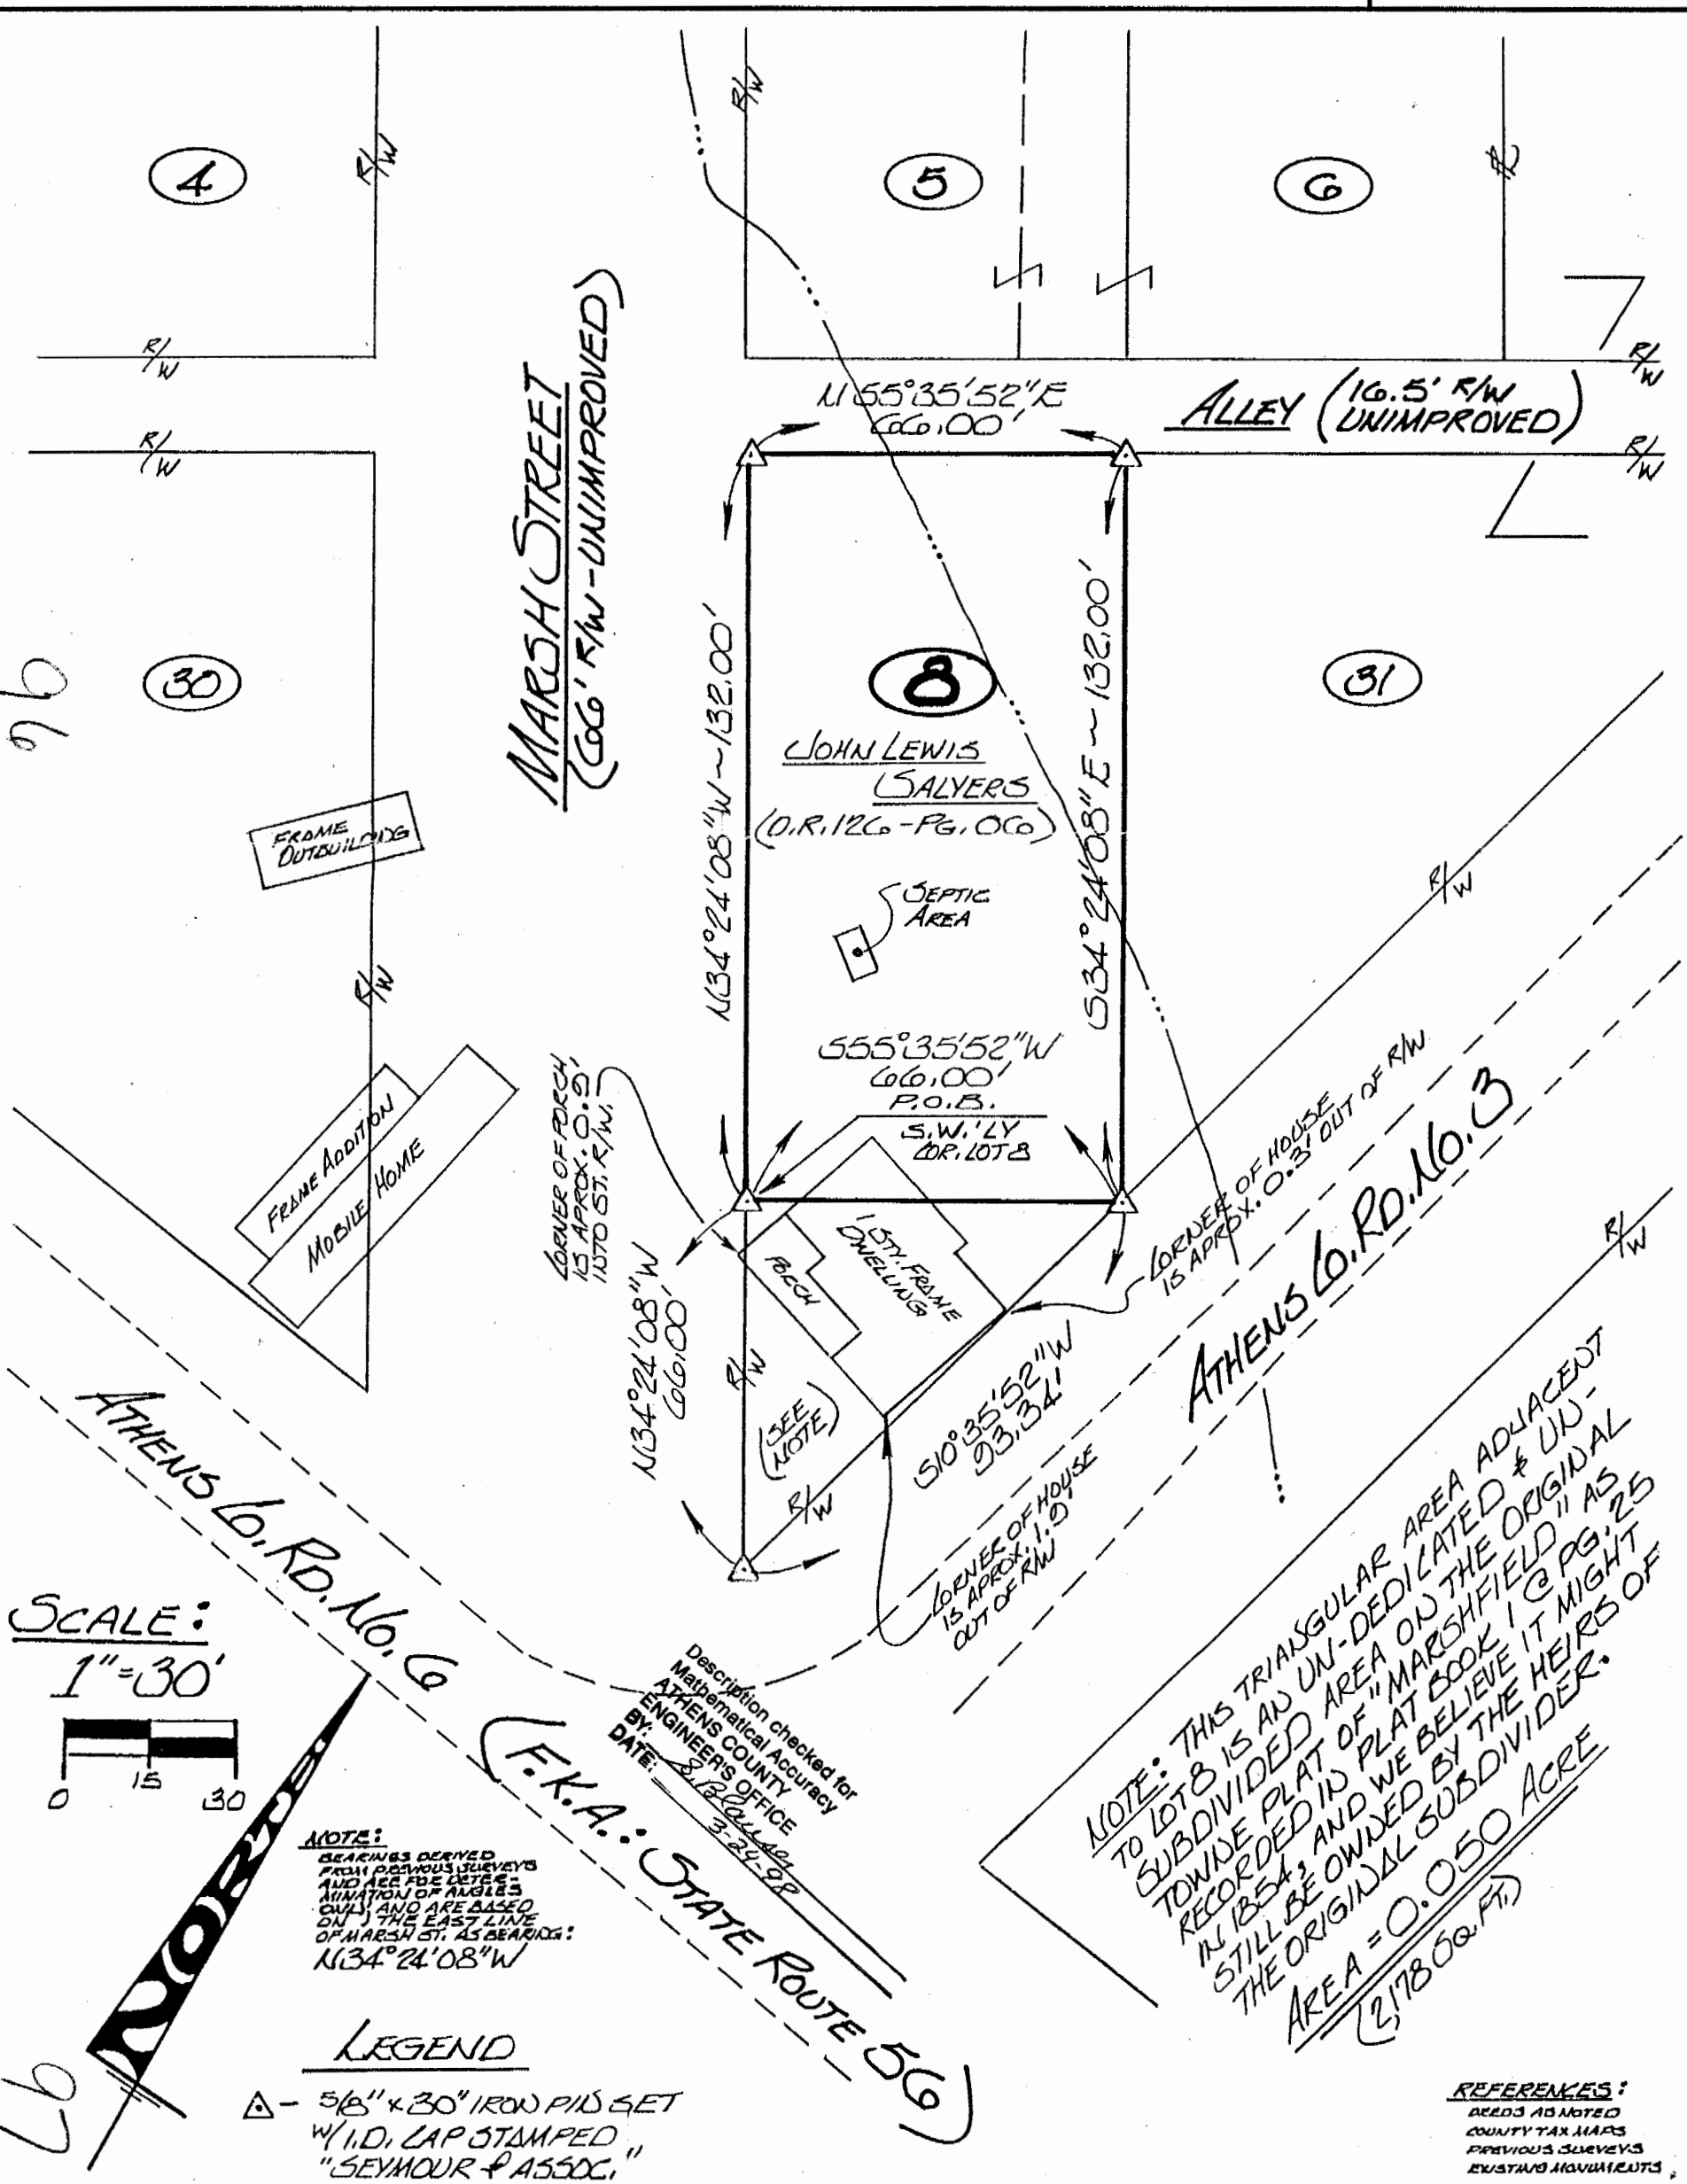 4
R/W
R/W
5
6
R/W
MARSH STREET
(66' R/W - UNIMPROVED)
R/W
N55°35'52"E
66.00'
ALLEY (16.5' R/W
UNIMPROVED)
R/W
R/W
R/W
96
30
N34°24'08"W ~ 132.00'
8
JOHN LEWIS
SALYERS
(O.R. 126 - PG. 06)
S34°24'08"E ~ 132.00'
31
FRAME
OUTBUILDING
SEPTIC
AREA
R/W
R/W
S55°35'52"W
66.00'
P.O.B.
S.W.'LY
COR. LOT 8
CORNER OF PORCH
IS APROX. 0.9'
INTO ST. R/W.
FRAME ADDITION
MOBILE HOME
PORCH
1 STY. FRAME
DWELLING
CORNER OF HOUSE
IS APROX. 0.3' OUT OF R/W
ATHENS CO. RD. NO. 3
R/W
N34°24'08"W
66.00'
R/W
(SEE
NOTE)
R/W
S10°35'52"W
93.34'
CORNER OF HOUSE
IS APROX. 1.9'
OUT OF R/W
ATHENS CO. RD. NO. 6
(F.K.A.: STATE ROUTE 56)
SCALE:
1"=30'
0 15 30
NORTH
Description checked for
Mathematical Accuracy
ATHENS COUNTY
ENGINEER'S OFFICE
BY:
DATE: 3-24-98
NOTE: THIS TRIANGULAR AREA ADJACENT
TO LOT 8 IS AN UN-DEDICATED & UN-
SUBDIVIDED AREA ON THE ORIGINAL
TOWNE PLAT OF "MARSHFIELD" AS
RECORDED IN PLAT BOOK 1 @ PG. 25
IN 1854; AND WE BELIEVE IT MIGHT
STILL BE OWNED BY THE HEIRS OF
THE ORIGINAL SUBDIVIDER.
AREA = 0.050 ACRE
(2,178 SQ. FT.)
NOTE:
BEARINGS DERIVED
FROM PREVIOUS SURVEYS
AND ARE FOR DETER-
MINATION OF ANGLES
ONLY AND ARE BASED
ON THE EAST LINE
OF MARSH ST. AS BEARING:
N34°24'08"W
97
LEGEND
5/8" x 30" IRON PIN SET
W/ I.D. CAP STAMPED
"SEYMOUR & ASSOC."
REFERENCES:
DEEDS AS NOTED
COUNTY TAX MAPS
PREVIOUS SURVEYS
EXISTING MONUMENTS